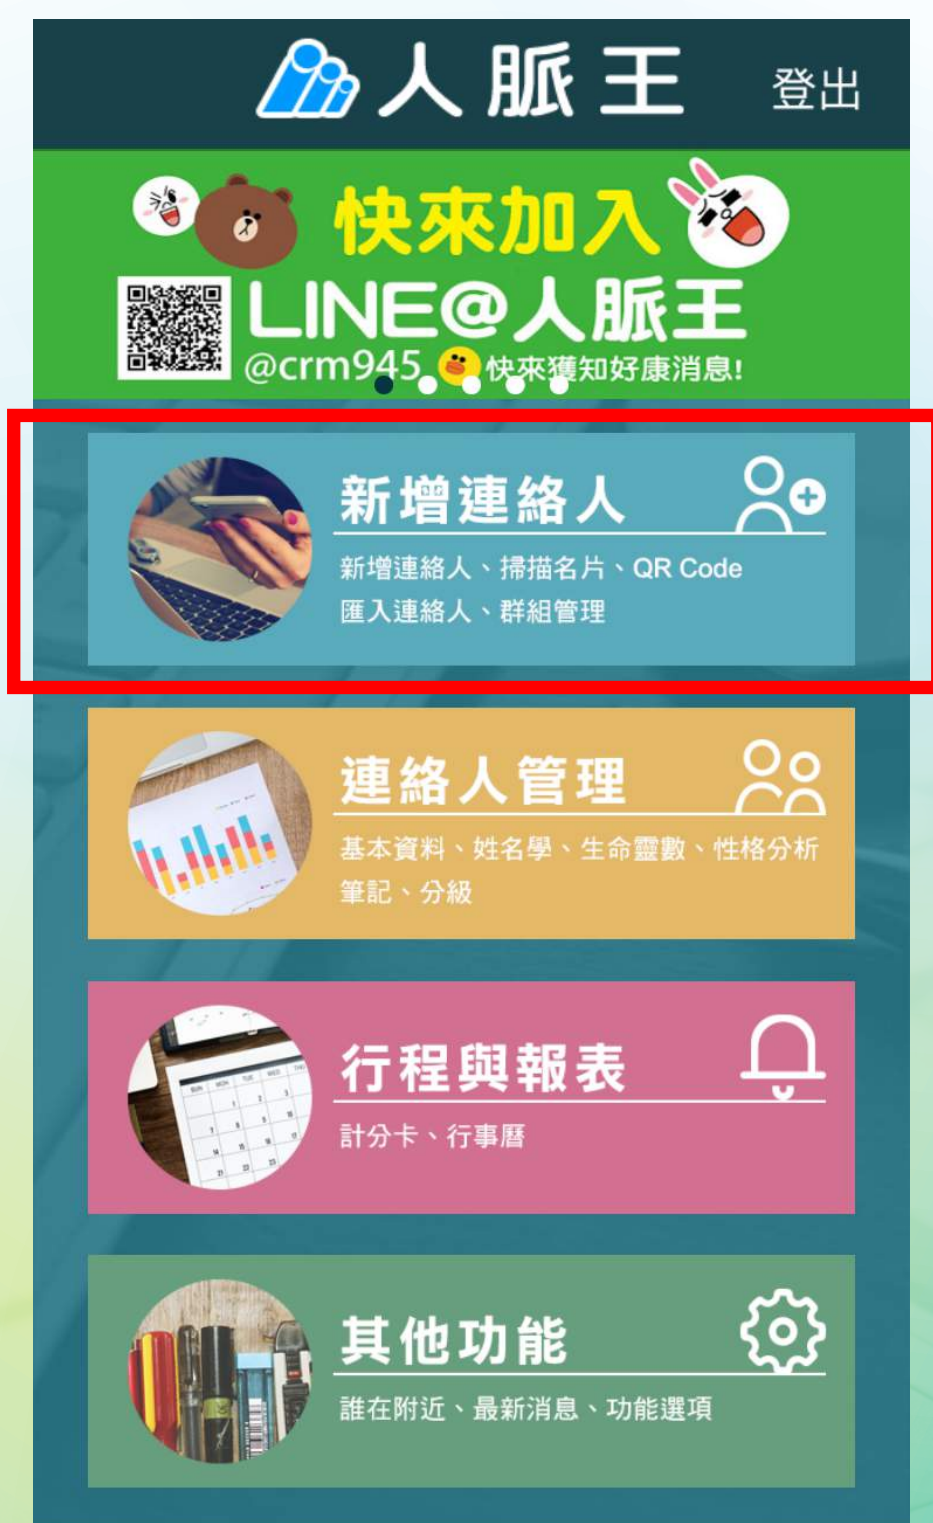 人脈王 登出
快來加入
LINE@人脈王
@crm945 快來獲知好康消息!
新增連絡人
新增連絡人、掃描名片、QR Code
匯入連絡人、群組管理
連絡人管理
基本資料、姓名學、生命靈數、性格分析
筆記、分級
行程與報表
計分卡、行事曆
其他功能
誰在附近、最新消息、功能選項